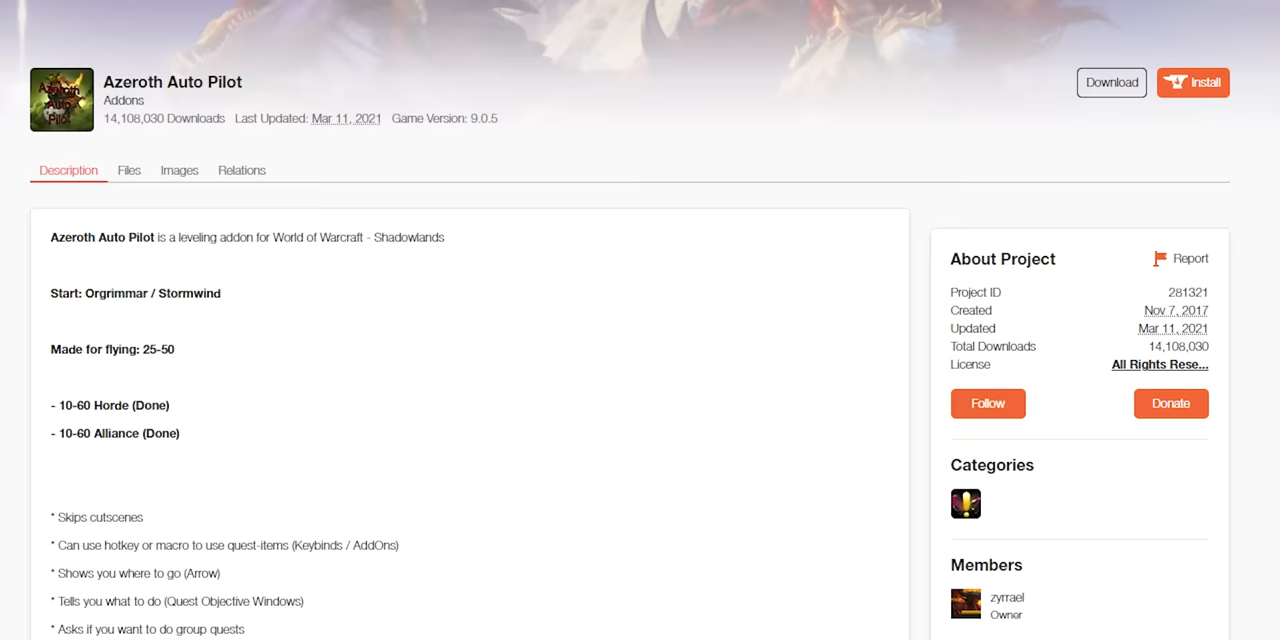 Azeroth Auto Pilot
Azeroth Auto Pilot
Addons
14,108,030 Downloads Last Updated: Mar 11, 2021 Game Version: 9.0.5
Download
Install
Description Files Images Relations
Azeroth Auto Pilot is a leveling addon for World of Warcraft - Shadowlands
Start: Orgrimmar / Stormwind
Made for flying: 25-50
- 10-60 Horde (Done)
- 10-60 Alliance (Done)
* Skips cutscenes
* Can use hotkey or macro to use quest-items (Keybinds / AddOns)
* Shows you where to go (Arrow)
* Tells you what to do (Quest Objective Windows)
* Asks if you want to do group quests
About Project
Report
Project ID 281321
Created Nov 7, 2017
Updated Mar 11, 2021
Total Downloads 14,108,030
License All Rights Rese...
Follow
Donate
Categories
Members
zyrrael
Owner